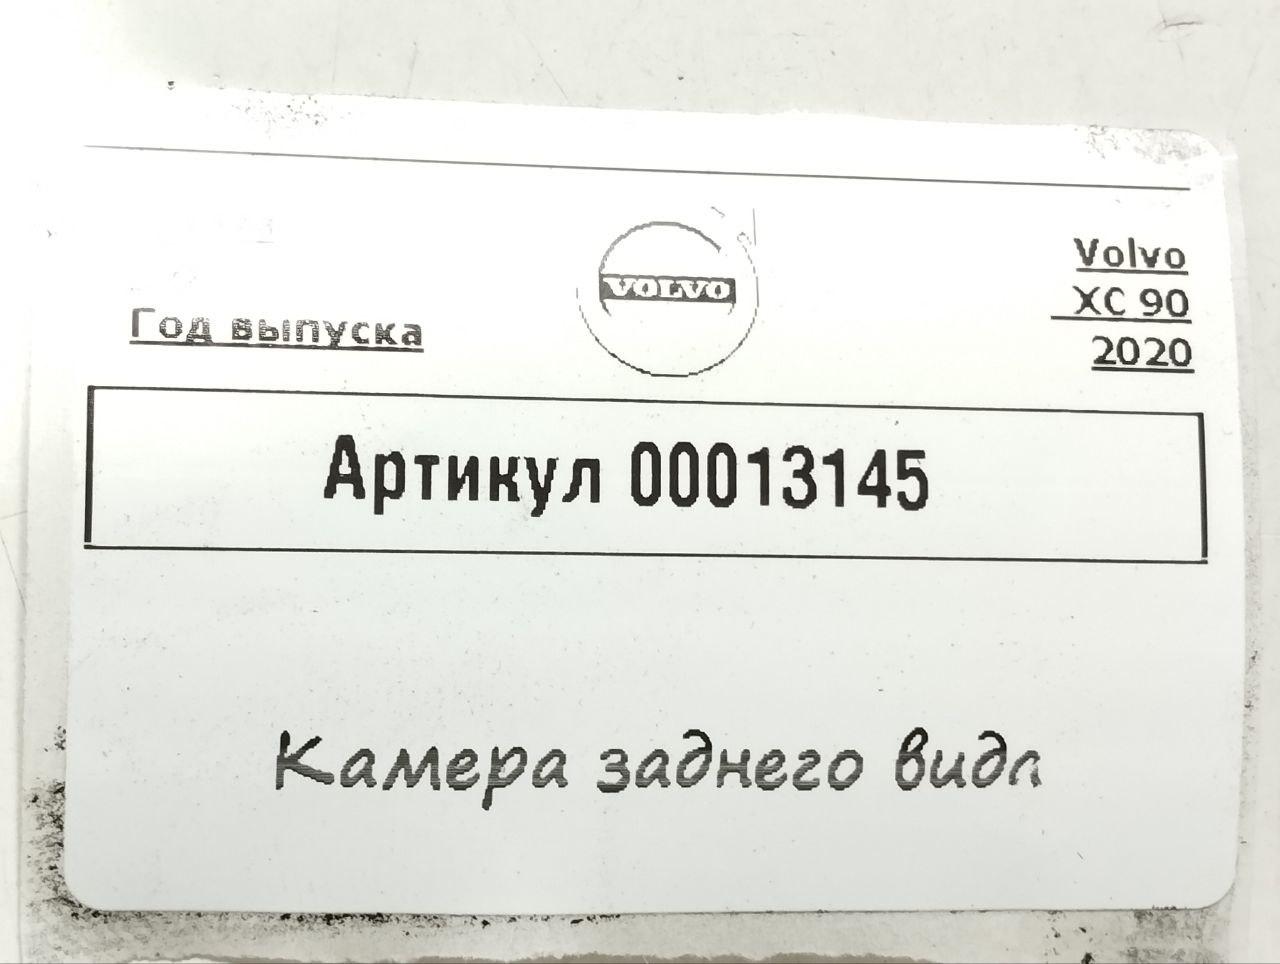 VOLVO
Volvo
XC 90
Год выпуска
2020
Артикул 00013145
Камера заднего вида